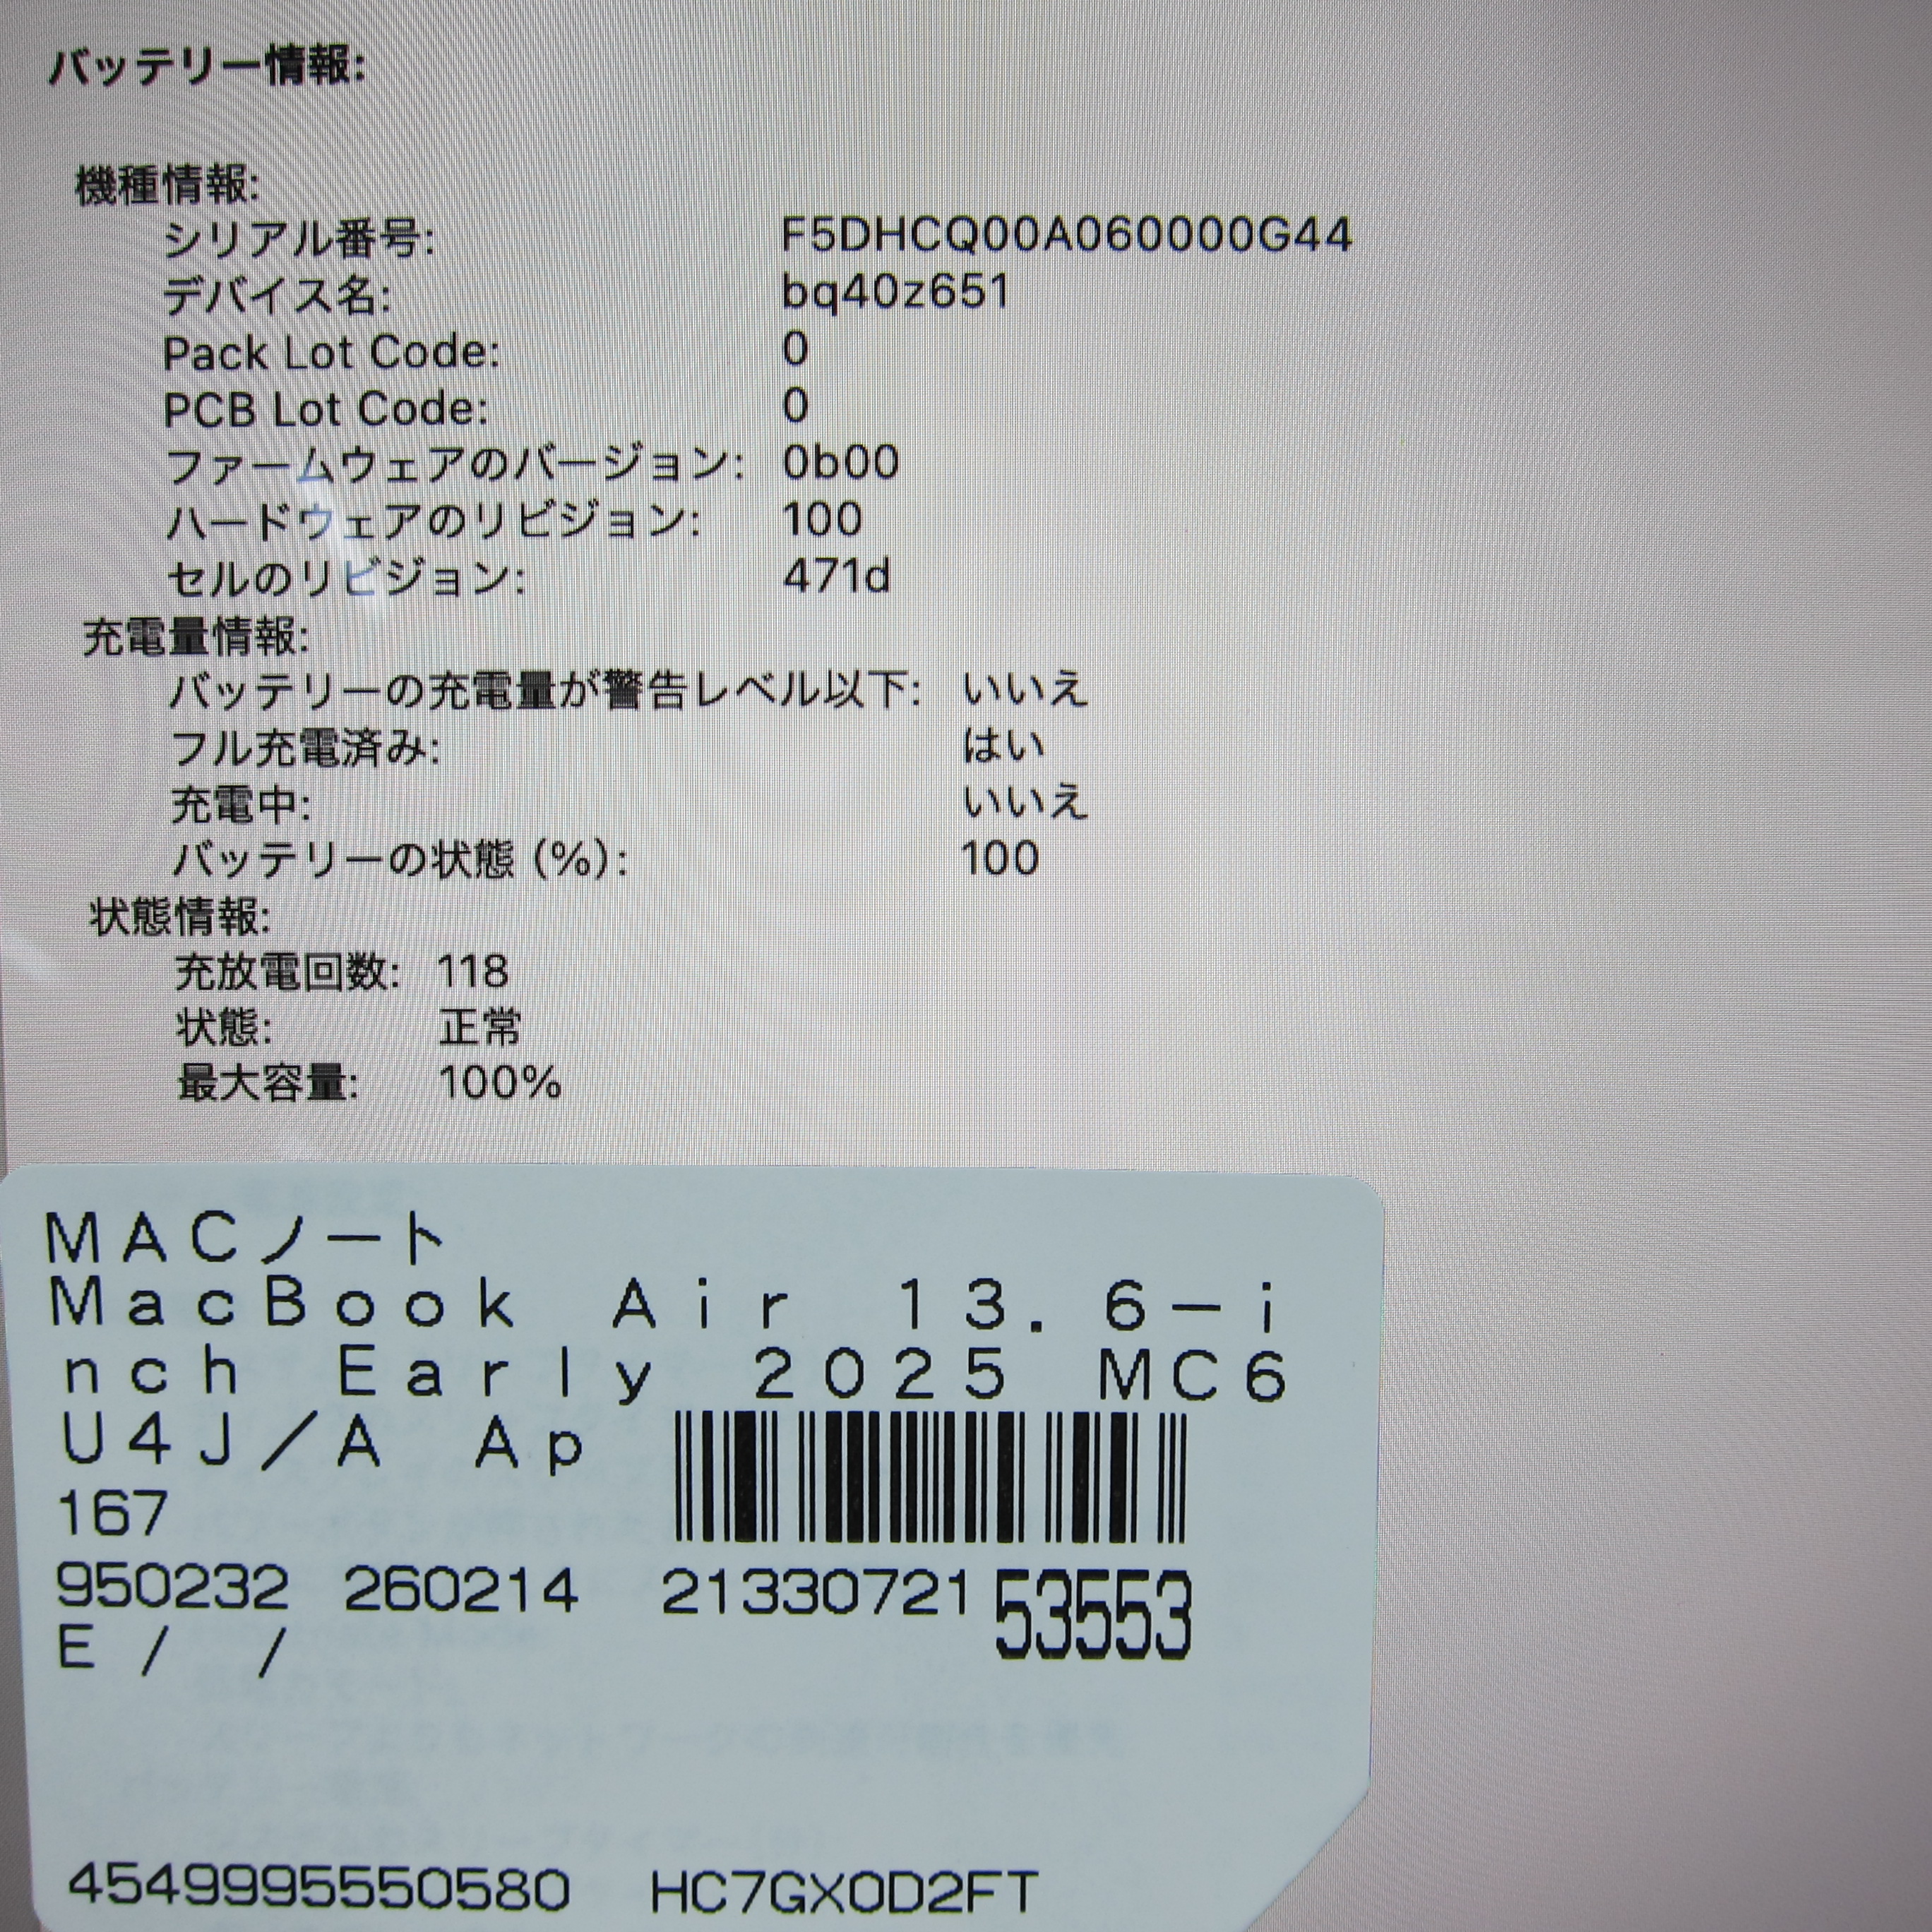 バッテリー情報:
機種情報:
シリアル番号: F5DHCQ00A060000G44
デバイス名: bq40z651
Pack Lot Code: 0
PCB Lot Code: 0
ファームウェアのバージョン: 0b00
ハードウェアのリビジョン: 100
セルのリビジョン: 471d
充電量情報:
バッテリーの充電量が警告レベル以下: いいえ
フル充電済み: はい
充電中: いいえ
バッテリーの状態 (%): 100
状態情報:
充放電回数: 118
状態: 正常
最大容量: 100%
MACノート
MacBook Air 13.6-i
nch Early 2025 MC6
U4J/A Ap
167
950232 260214 21330721 53553
E / /
4549995550580 HC7GX0D2FT